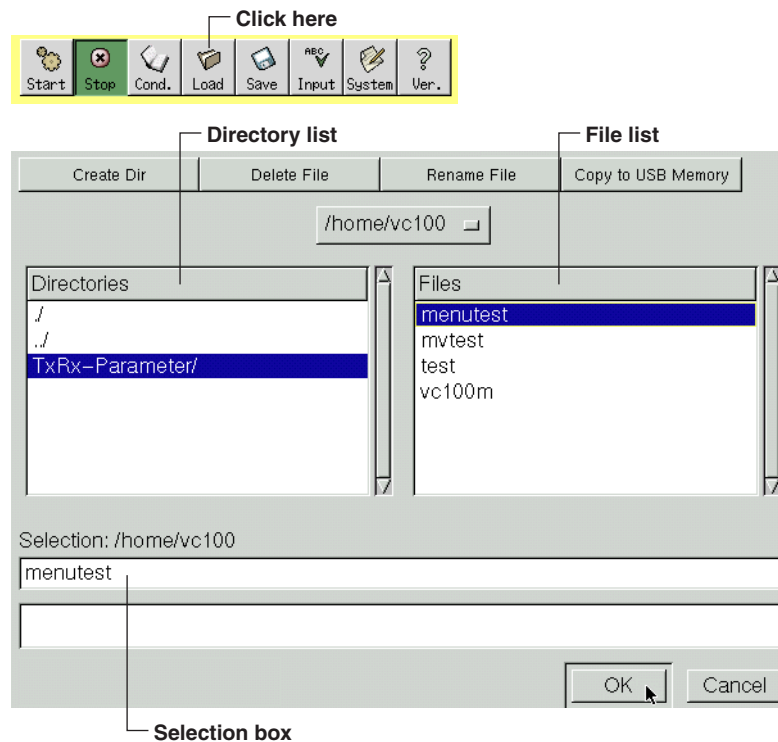 Click here
Start Stop Cond. Load Save ABC Input System Ver.
Directory list File list
Create Dir Delete File Rename File Copy to USB Memory
/home/vc100
Directories Files
./ menutest
../ mvtest
TxRx-Parameter/ test
vc100m
Selection: /home/vc100
menutest
OK Cancel
Selection box